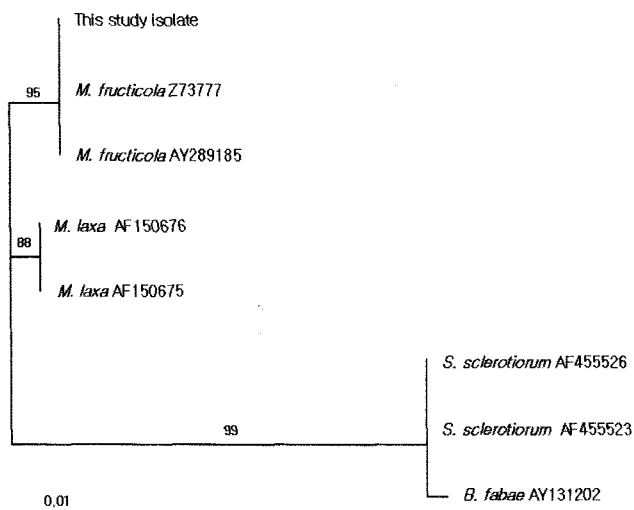 This study isolate
95
M. fructicola Z73777
M. fructicola AY289185
M. laxa AF150676
88
M. laxa AF150675
S. sclerotiorum AF455526
99
S. sclerotiorum AF455523
B. fabae AY131202
0,01